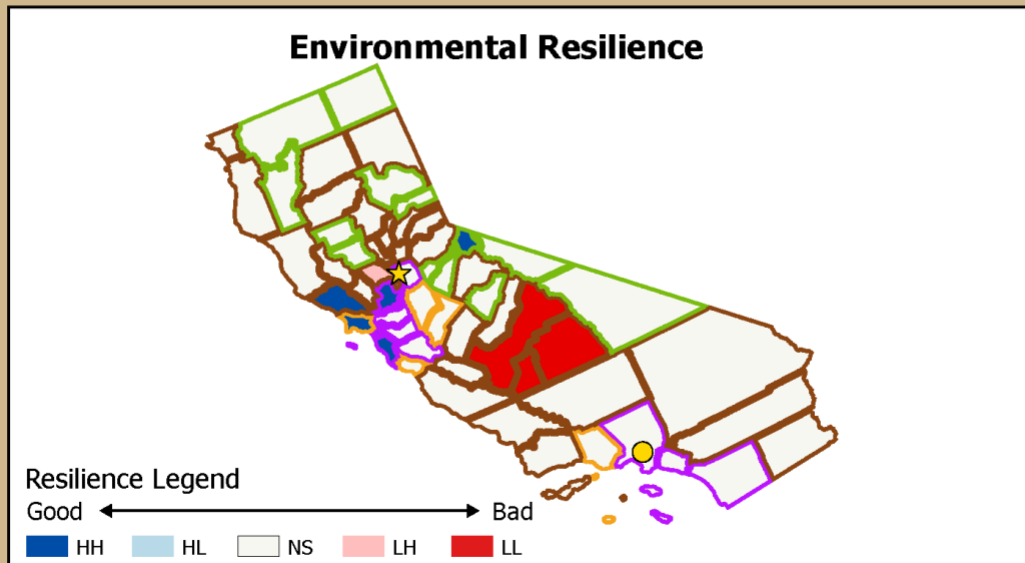 Environmental Resilience
Resilience Legend
Good Bad
HH HL NS LH LL